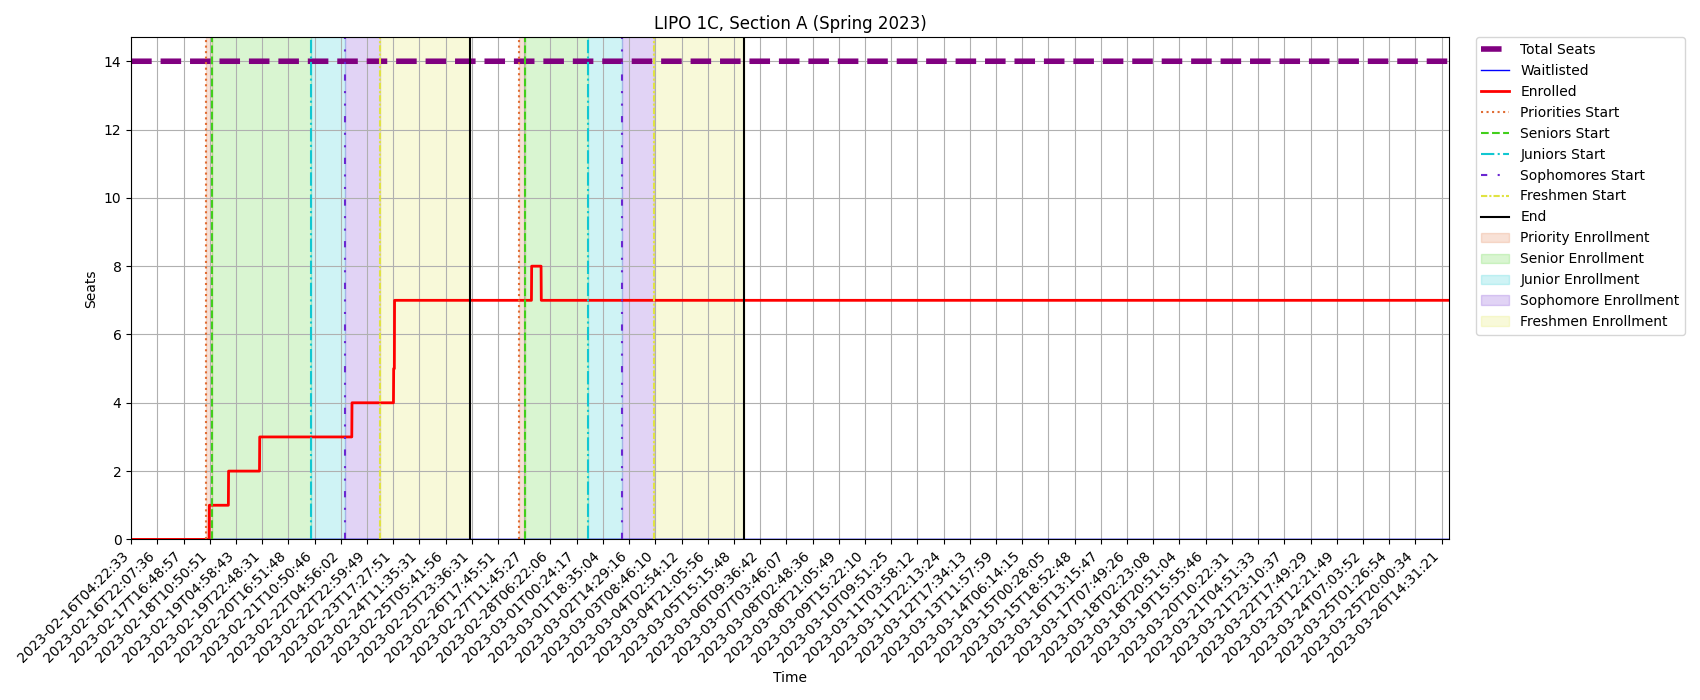 LIPO 1C, Section A (Spring 2023)
Seats
14
12
10
8
6
4
2
0
2023-02-16T04:22:33
2023-02-16T22:07:36
2023-02-17T16:48:57
2023-02-18T10:50:51
2023-02-19T04:58:43
2023-02-19T22:48:31
2023-02-20T16:51:48
2023-02-21T10:50:46
2023-02-22T04:56:02
2023-02-22T22:59:49
2023-02-23T17:27:51
2023-02-24T11:35:31
2023-02-25T05:41:56
2023-02-25T23:36:31
2023-02-26T17:45:51
2023-02-27T11:45:27
2023-02-28T06:22:06
2023-03-01T00:24:17
2023-03-01T18:35:04
2023-03-02T14:29:16
2023-03-03T08:46:10
2023-03-04T02:54:12
2023-03-04T21:05:56
2023-03-05T15:15:48
2023-03-06T09:36:42
2023-03-07T03:46:07
2023-03-08T02:48:36
2023-03-08T21:05:49
2023-03-09T15:22:10
2023-03-10T09:51:25
2023-03-11T03:58:12
2023-03-11T22:13:24
2023-03-12T17:34:13
2023-03-13T11:57:59
2023-03-14T06:14:15
2023-03-15T00:28:05
2023-03-15T18:52:48
2023-03-16T13:15:47
2023-03-17T07:49:26
2023-03-18T02:23:08
2023-03-18T20:51:04
2023-03-19T15:55:46
2023-03-20T10:22:31
2023-03-21T04:51:33
2023-03-21T23:10:37
2023-03-22T17:49:29
2023-03-23T12:21:49
2023-03-24T07:03:52
2023-03-25T01:26:54
2023-03-25T20:00:34
2023-03-26T14:31:21
Time
Total Seats
Waitlisted
Enrolled
Priorities Start
Seniors Start
Juniors Start
Sophomores Start
Freshmen Start
End
Priority Enrollment
Senior Enrollment
Junior Enrollment
Sophomore Enrollment
Freshmen Enrollment